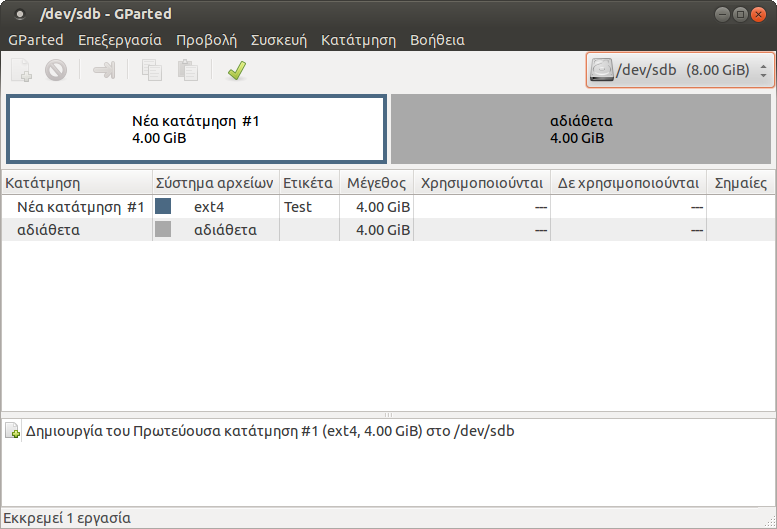 /dev/sdb - GParted
GParted Επεξεργασία Προβολή Συσκευή Κατάτμηση Βοήθεια
/dev/sdb (8.00 GiB)
Νέα κατάτμηση #1
4.00 GiB
αδιάθετα
4.00 GiB
Κατάτμηση Σύστημα αρχείων Ετικέτα Μέγεθος Χρησιμοποιούνται Δε χρησιμοποιούνται Σημαίες
Νέα κατάτμηση #1 ext4 Test 4.00 GiB --- ---
αδιάθετα αδιάθετα 4.00 GiB --- ---
Δημιουργία του Πρωτεύουσα κατάτμηση #1 (ext4, 4.00 GiB) στο /dev/sdb
Εκκρεμεί 1 εργασία